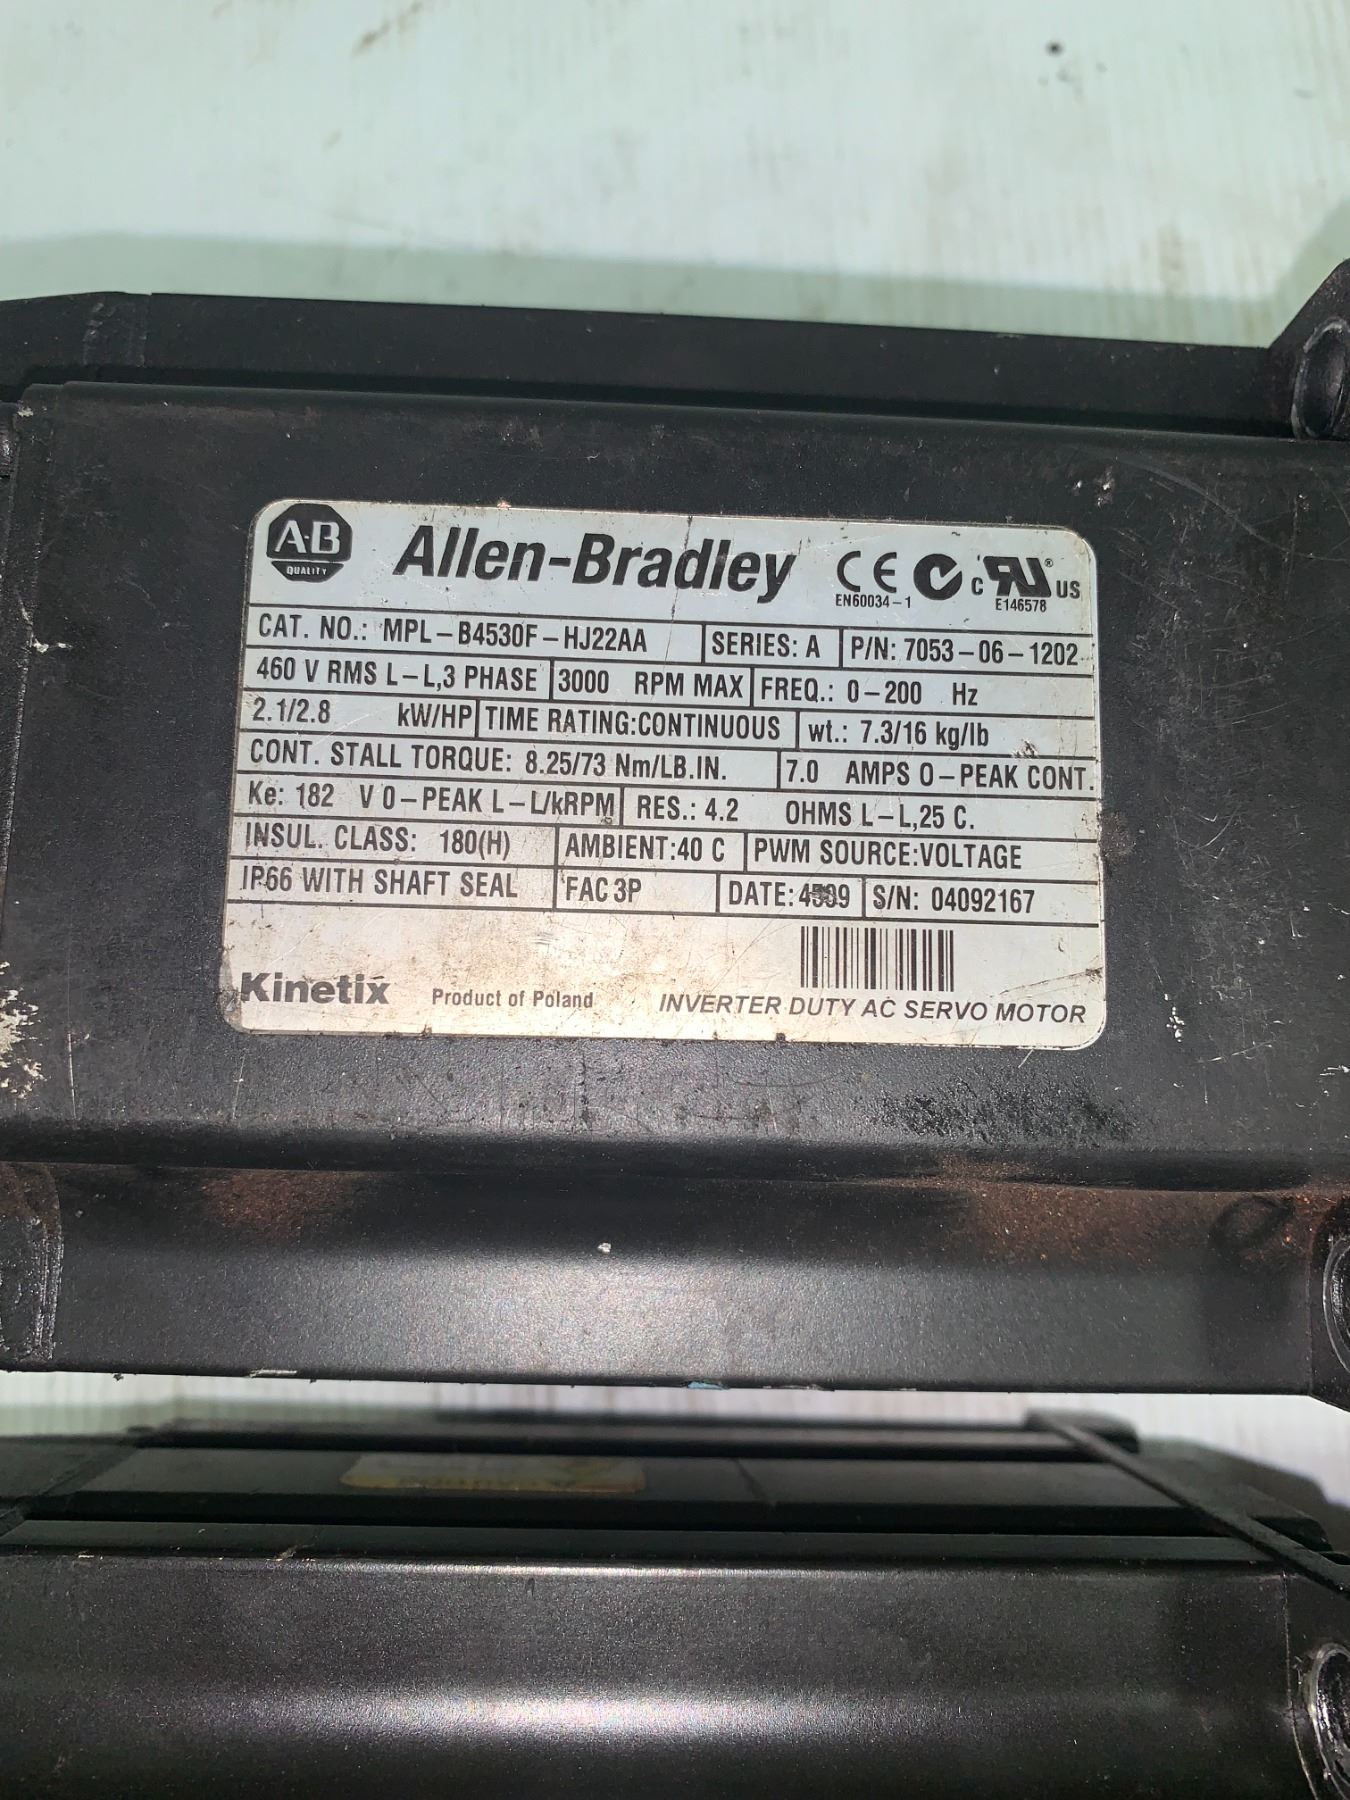 A-B QUALITY Allen-Bradley CE EN60034-1 c RU® US E146578
CAT. NO.: MPL-B4530F-HJ22AA SERIES: A P/N: 7053-06-1202
460 V RMS L-L,3 PHASE 3000 RPM MAX FREQ.: 0-200 Hz
2.1/2.8 kW/HP TIME RATING:CONTINUOUS wt.: 7.3/16 kg/lb
CONT. STALL TORQUE: 8.25/73 Nm/LB.IN. 7.0 AMPS 0-PEAK CONT.
Ke: 182 V 0-PEAK L-L/kRPM RES.: 4.2 OHMS L-L,25 C.
INSUL. CLASS: 180(H) AMBIENT:40 C PWM SOURCE:VOLTAGE
IP66 WITH SHAFT SEAL FAC 3P DATE: S/N: 04092167
Kinetix Product of Poland INVERTER DUTY AC SERVO MOTOR